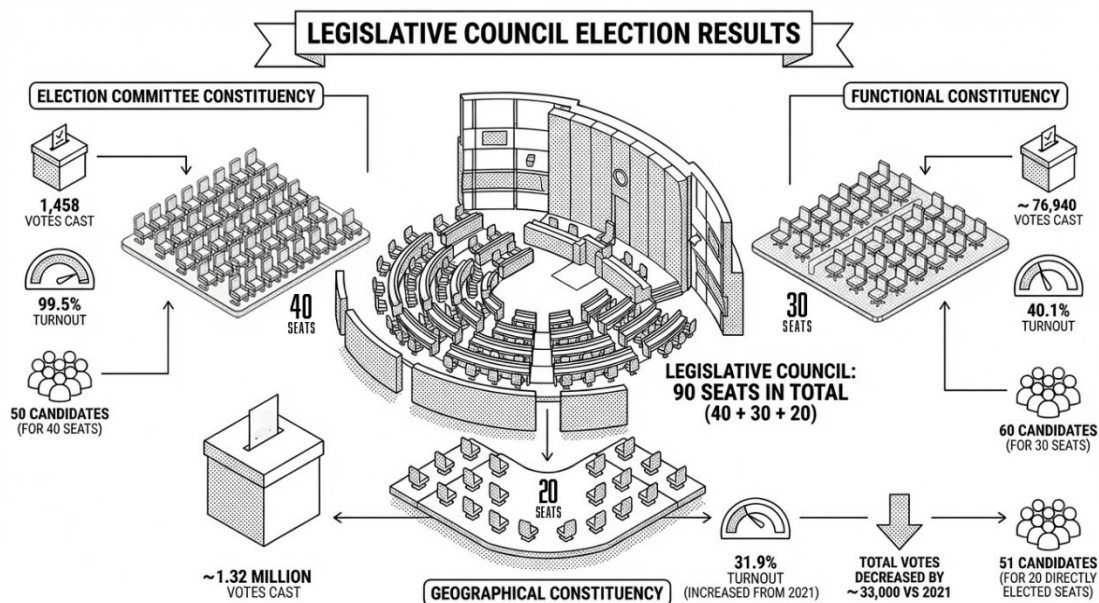 LEGISLATIVE COUNCIL ELECTION RESULTS
ELECTION COMMITTEE CONSTITUENCY
1,458
VOTES CAST
99.5%
TURNOUT
50 CANDIDATES
(FOR 40 SEATS)
40
SEATS
FUNCTIONAL CONSTITUENCY
~ 76,940
VOTES CAST
40.1%
TURNOUT
60 CANDIDATES
(FOR 30 SEATS)
30
SEATS
LEGISLATIVE COUNCIL:
90 SEATS IN TOTAL
(40 + 30 + 20)
20
SEATS
~1.32 MILLION
VOTES CAST
GEOGRAPHICAL CONSTITUENCY
31.9%
TURNOUT
(INCREASED FROM 2021)
TOTAL VOTES
DECREASED BY
~33,000 VS 2021
51 CANDIDATES
(FOR 20 DIRECTLY
ELECTED SEATS)